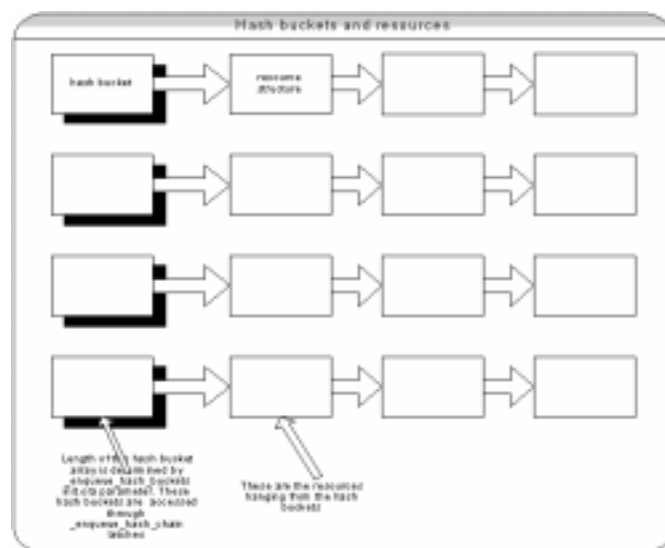 Hash buckets and resources
hash bucket
resource
structure
Length of the hash bucket
array is determined by
_enqueue_hash_buckets
init.ora parameter. These
hash buckets are accessed
through
_enqueue_hash_chain
latches
These are the resources
hanging from the hash
buckets